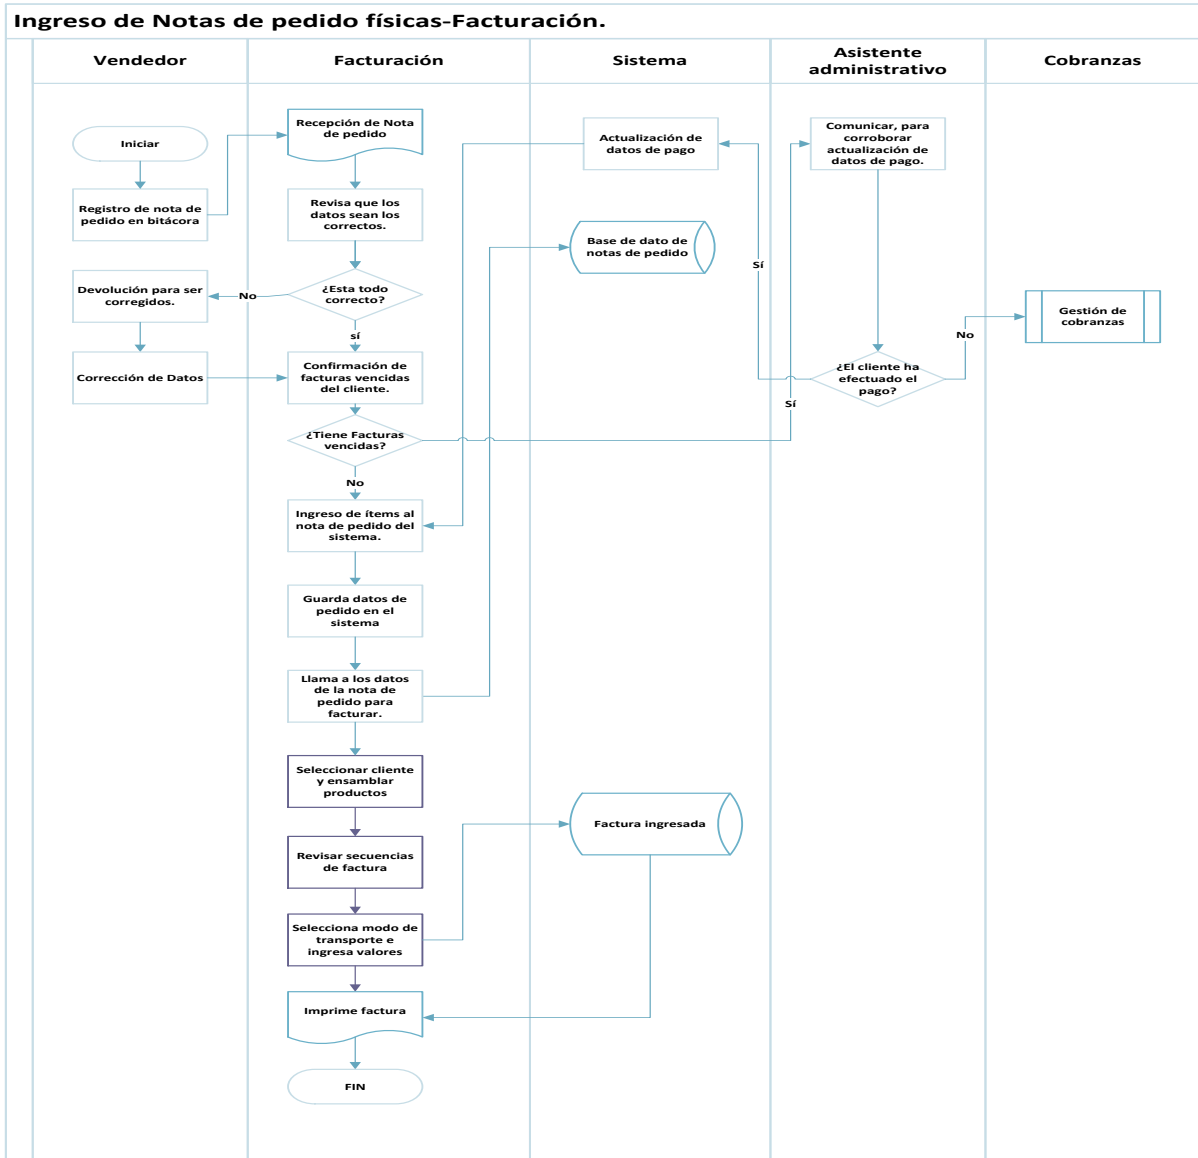 Ingreso de Notas de pedido físicas-Facturación.
Vendedor
Facturación
Sistema
Asistente
administrativo
Cobranzas
Iniciar
Registro de nota de
pedido en bitácora
Devolución para ser
corregidos.
Corrección de Datos
Recepción de Nota
de pedido
Revisa que los
datos sean los
correctos.
¿Esta todo
correcto?
No
sí
Confirmación de
facturas vencidas
del cliente.
¿Tiene Facturas
vencidas?
No
Ingreso de ítems al
nota de pedido del
sistema.
Guarda datos de
pedido en el
sistema
Llama a los datos
de la nota de
pedido para
facturar.
Seleccionar cliente
y ensamblar
productos
Revisar secuencias
de factura
Selecciona modo de
transporte e
ingresa valores
Imprime factura
FIN
Actualización de
datos de pago
Base de dato de
notas de pedido
Factura ingresada
Sí
Comunicar, para
corroborar
actualización de
datos de pago.
¿El cliente ha
efectuado el
pago?
Sí
No
Gestión de
cobranzas